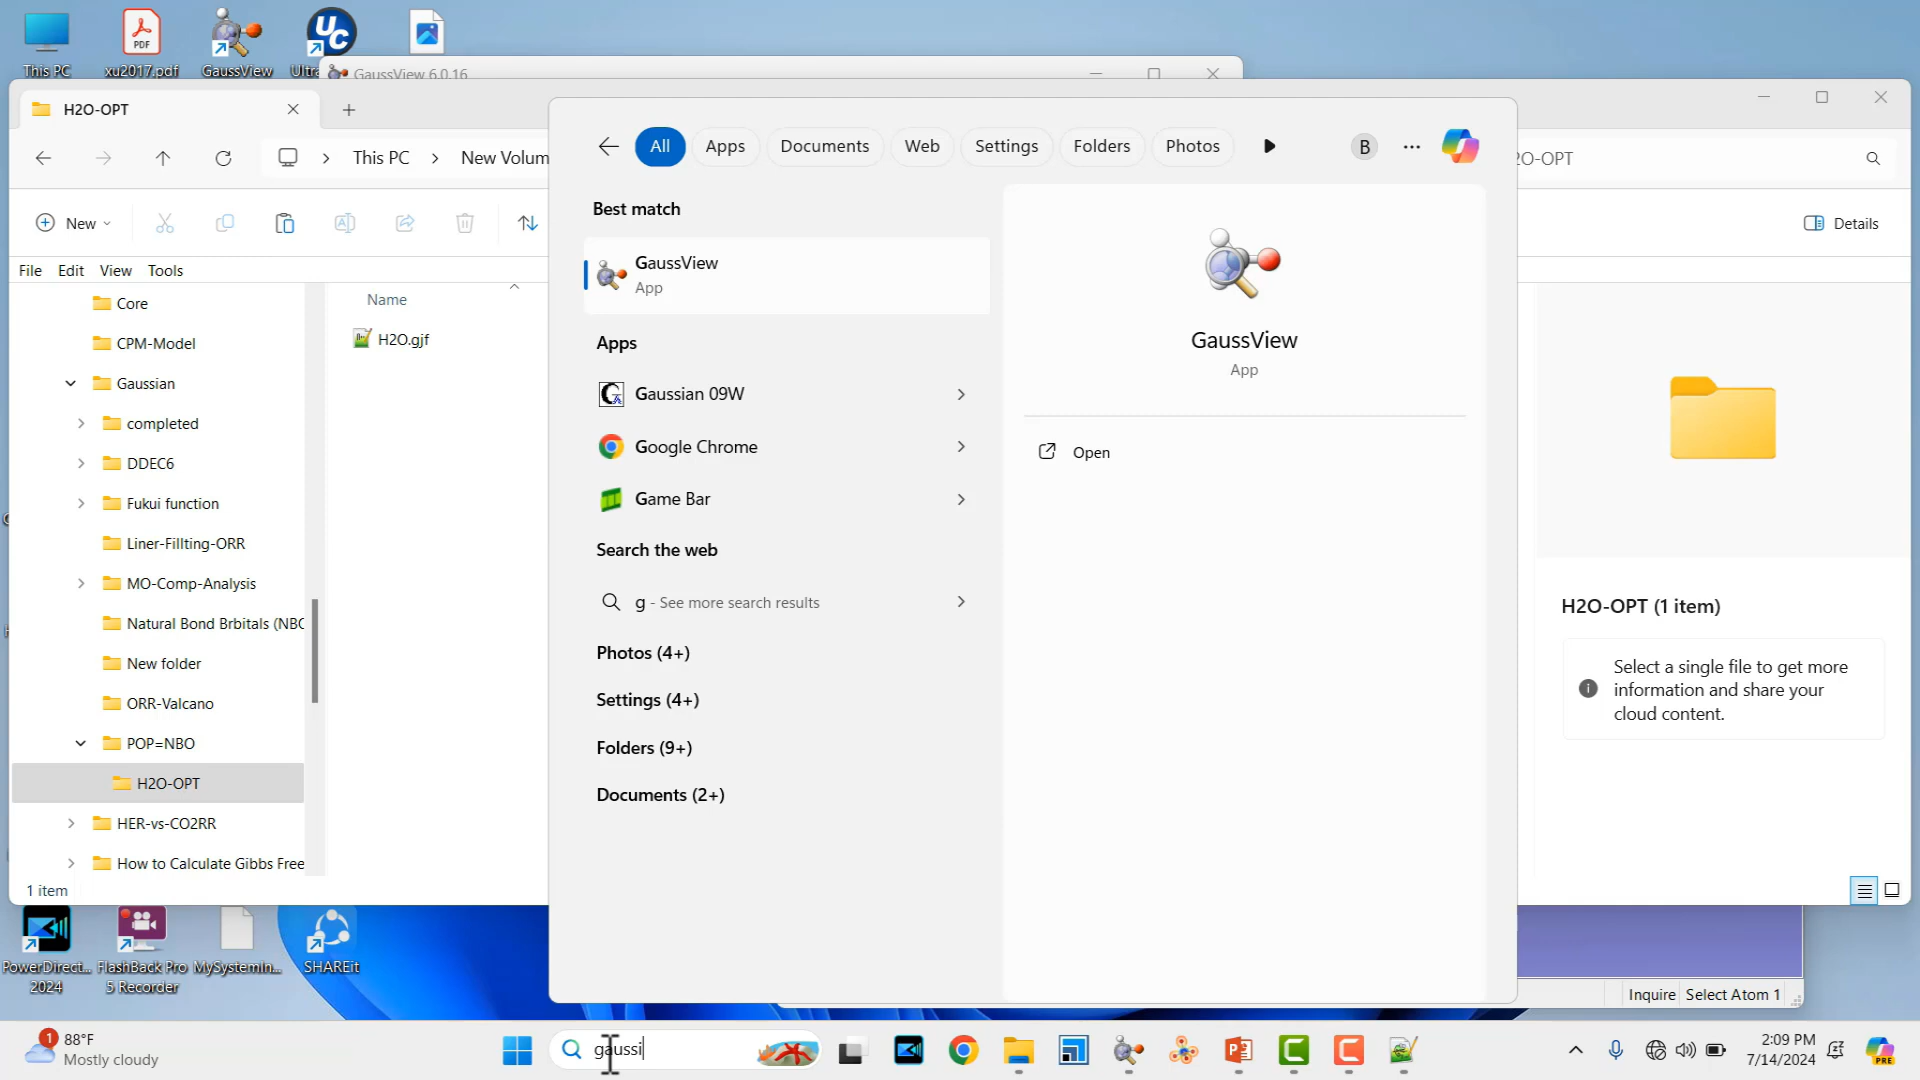 This PC
xu2017.pdf
GaussView
Ultra
GaussView 6.0.16
H2O-OPT
This PC
New Volum
2O-OPT
New
Details
File
Edit
View
Tools
Core
CPM-Model
Gaussian
completed
DDEC6
Fukui function
Liner-Fillting-ORR
MO-Comp-Analysis
Natural Bond Brbitals (NBO
New folder
ORR-Valcano
POP=NBO
H2O-OPT
HER-vs-CO2RR
How to Calculate Gibbs Free
1 item
Name
H2O.gjf
All
Apps
Documents
Web
Settings
Folders
Photos
B
Best match
GaussView
App
Apps
Gaussian 09W
Google Chrome
Game Bar
Search the web
g - See more search results
Photos (4+)
Settings (4+)
Folders (9+)
Documents (2+)
GaussView
App
Open
H2O-OPT (1 item)
Select a single file to get more
information and share your
cloud content.
PowerDirect...
2024
FlashBack Pro
5 Recorder
MySystemin...
SHAREit
Inquire
Select Atom 1
1
88°F
Mostly cloudy
gaussi
2:09 PM
7/14/2024
PRE